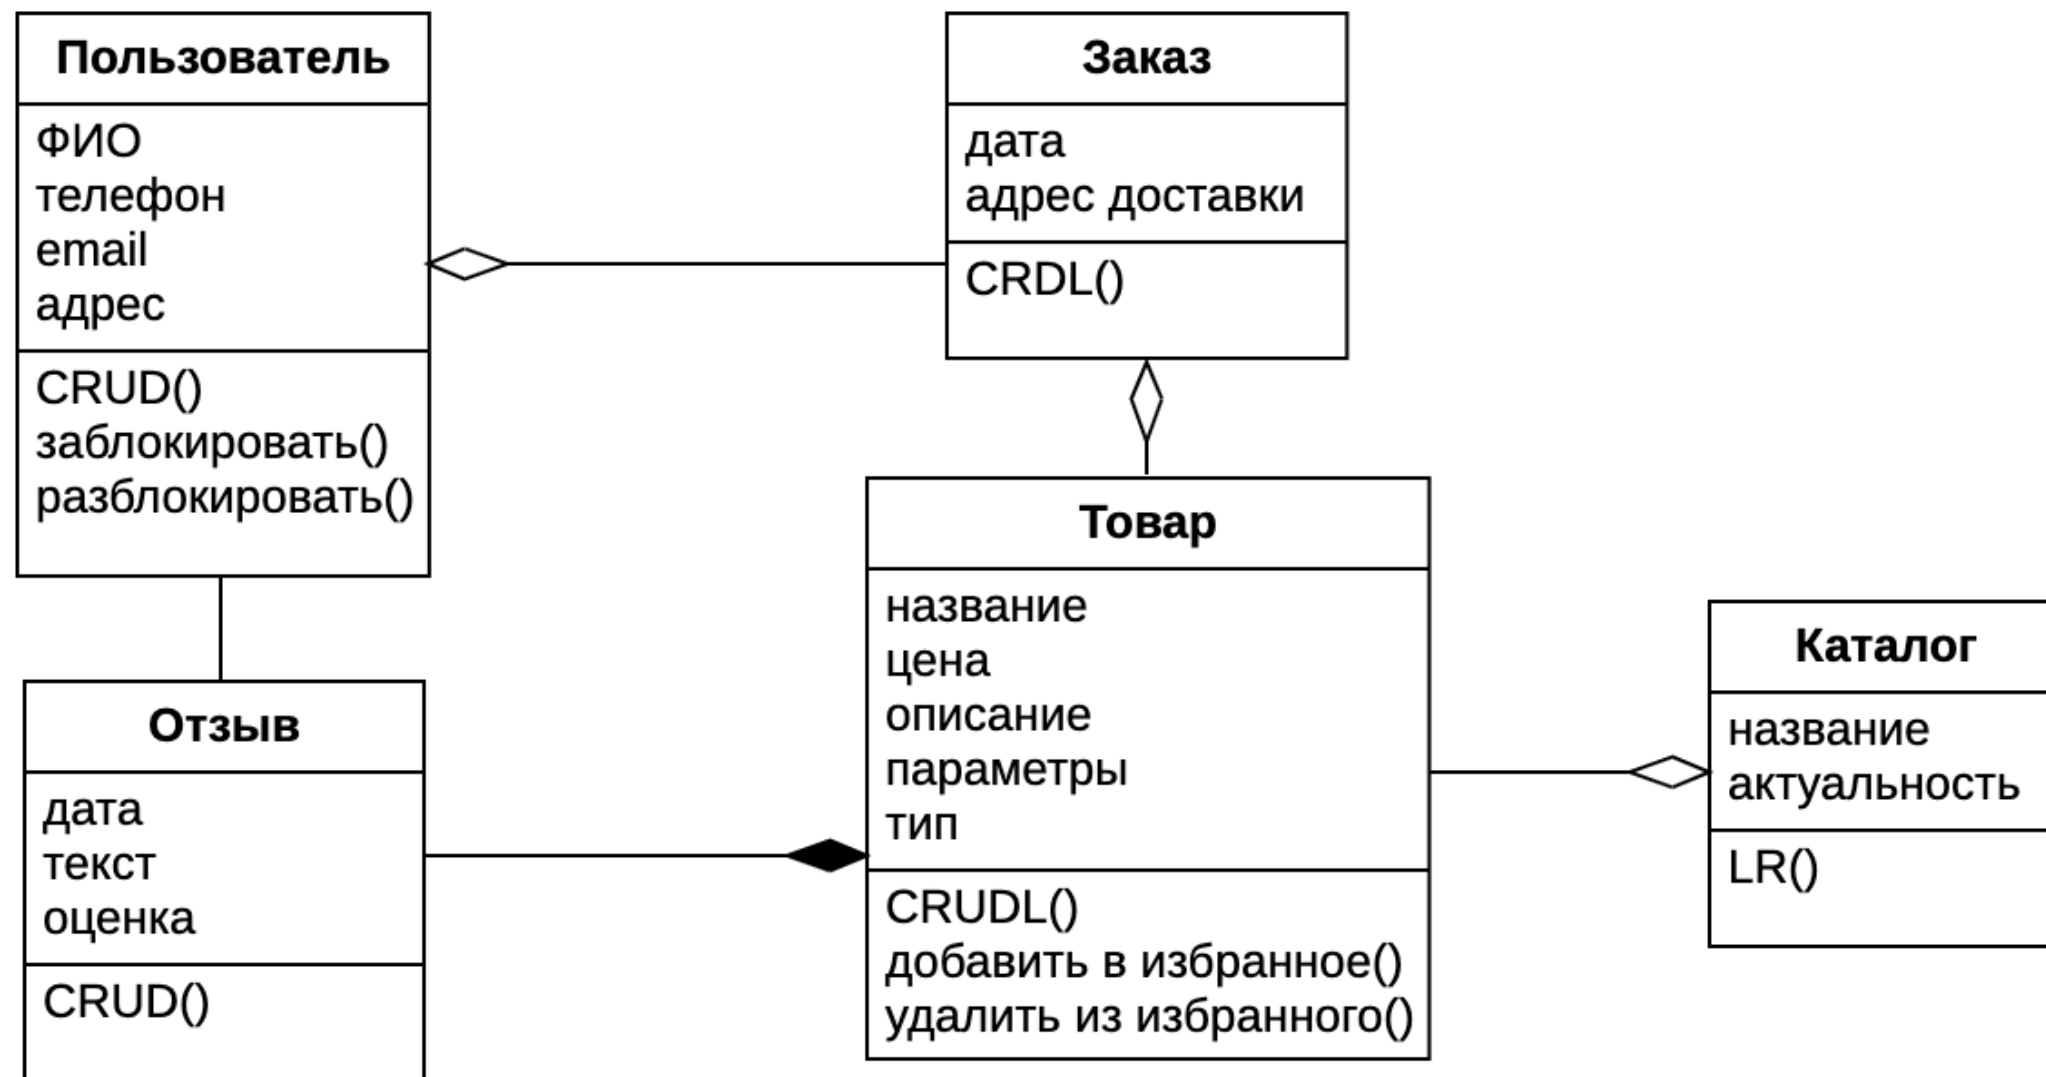 Пользователь
ФИО
телефон
email
адрес
CRUD()
заблокировать()
разблокировать()
Заказ
дата
адрес доставки
CRDL()
Товар
название
цена
описание
параметры
тип
CRUDL()
добавить в избранное()
удалить из избранного()
Каталог
название
актуальность
LR()
Отзыв
дата
текст
оценка
CRUD()